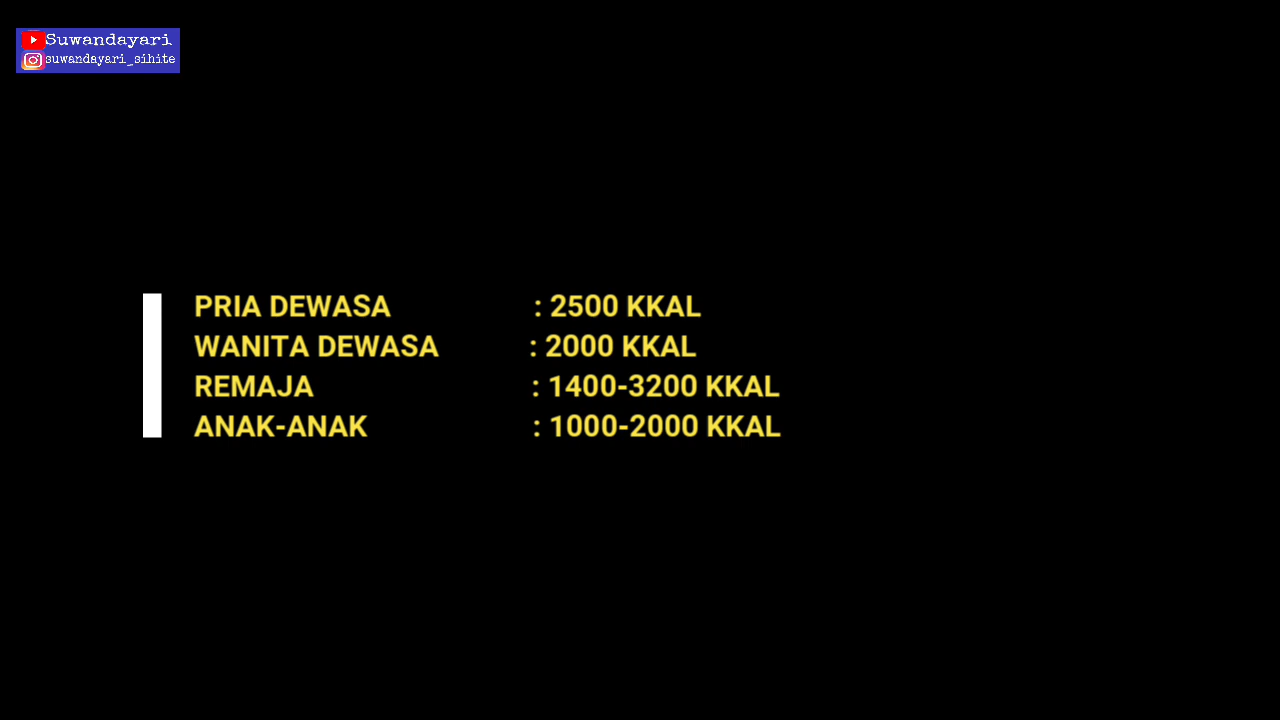 Suwandayari
suwandayari_sihite
PRIA DEWASA : 2500 KKAL
WANITA DEWASA : 2000 KKAL
REMAJA : 1400-3200 KKAL
ANAK-ANAK : 1000-2000 KKAL